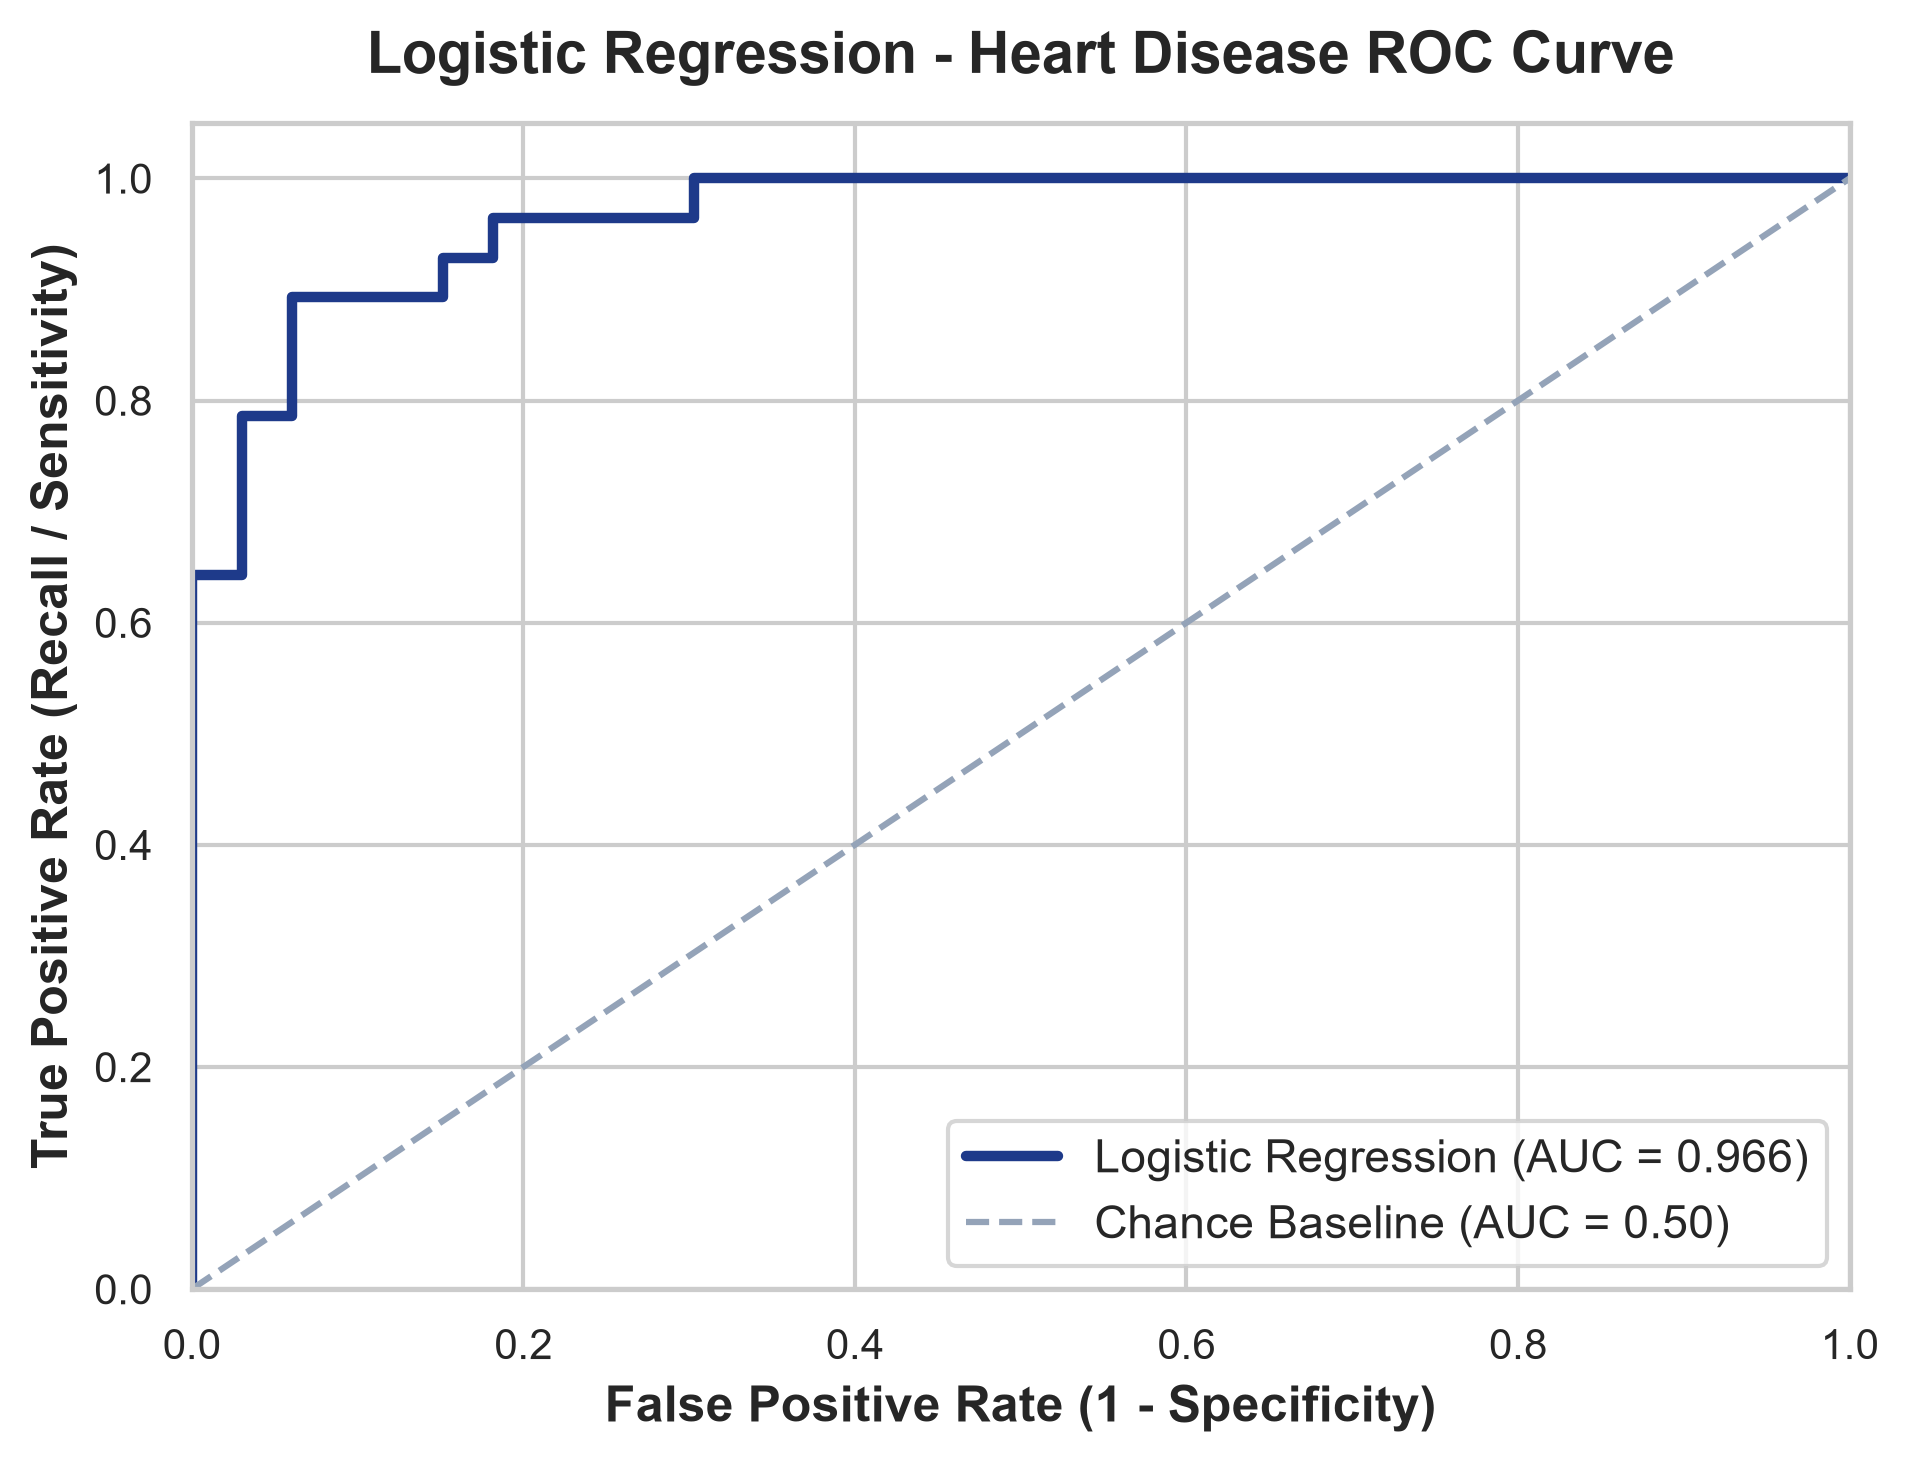 Logistic Regression - Heart Disease ROC Curve
True Positive Rate (Recall / Sensitivity)
1.0
0.8
0.6
0.4
0.2
0.0
Logistic Regression (AUC = 0.966)
Chance Baseline (AUC = 0.50)
0.0 0.2 0.4 0.6 0.8 1.0
False Positive Rate (1 - Specificity)